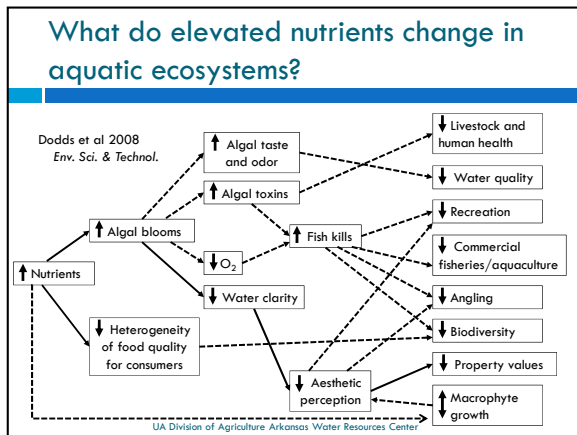 What do elevated nutrients change in
aquatic ecosystems?
Dodds et al 2008
Env. Sci. & Technol.
Nutrients
Algal blooms
Heterogeneity
of food quality
for consumers
Algal taste
and odor
Algal toxins
O₂
Water clarity
Fish kills
Aesthetic
perception
Livestock and
human health
Water quality
Recreation
Commercial
fisheries/aquaculture
Angling
Biodiversity
Property values
Macrophyte
growth
UA Division of Agriculture Arkansas Water Resources Center